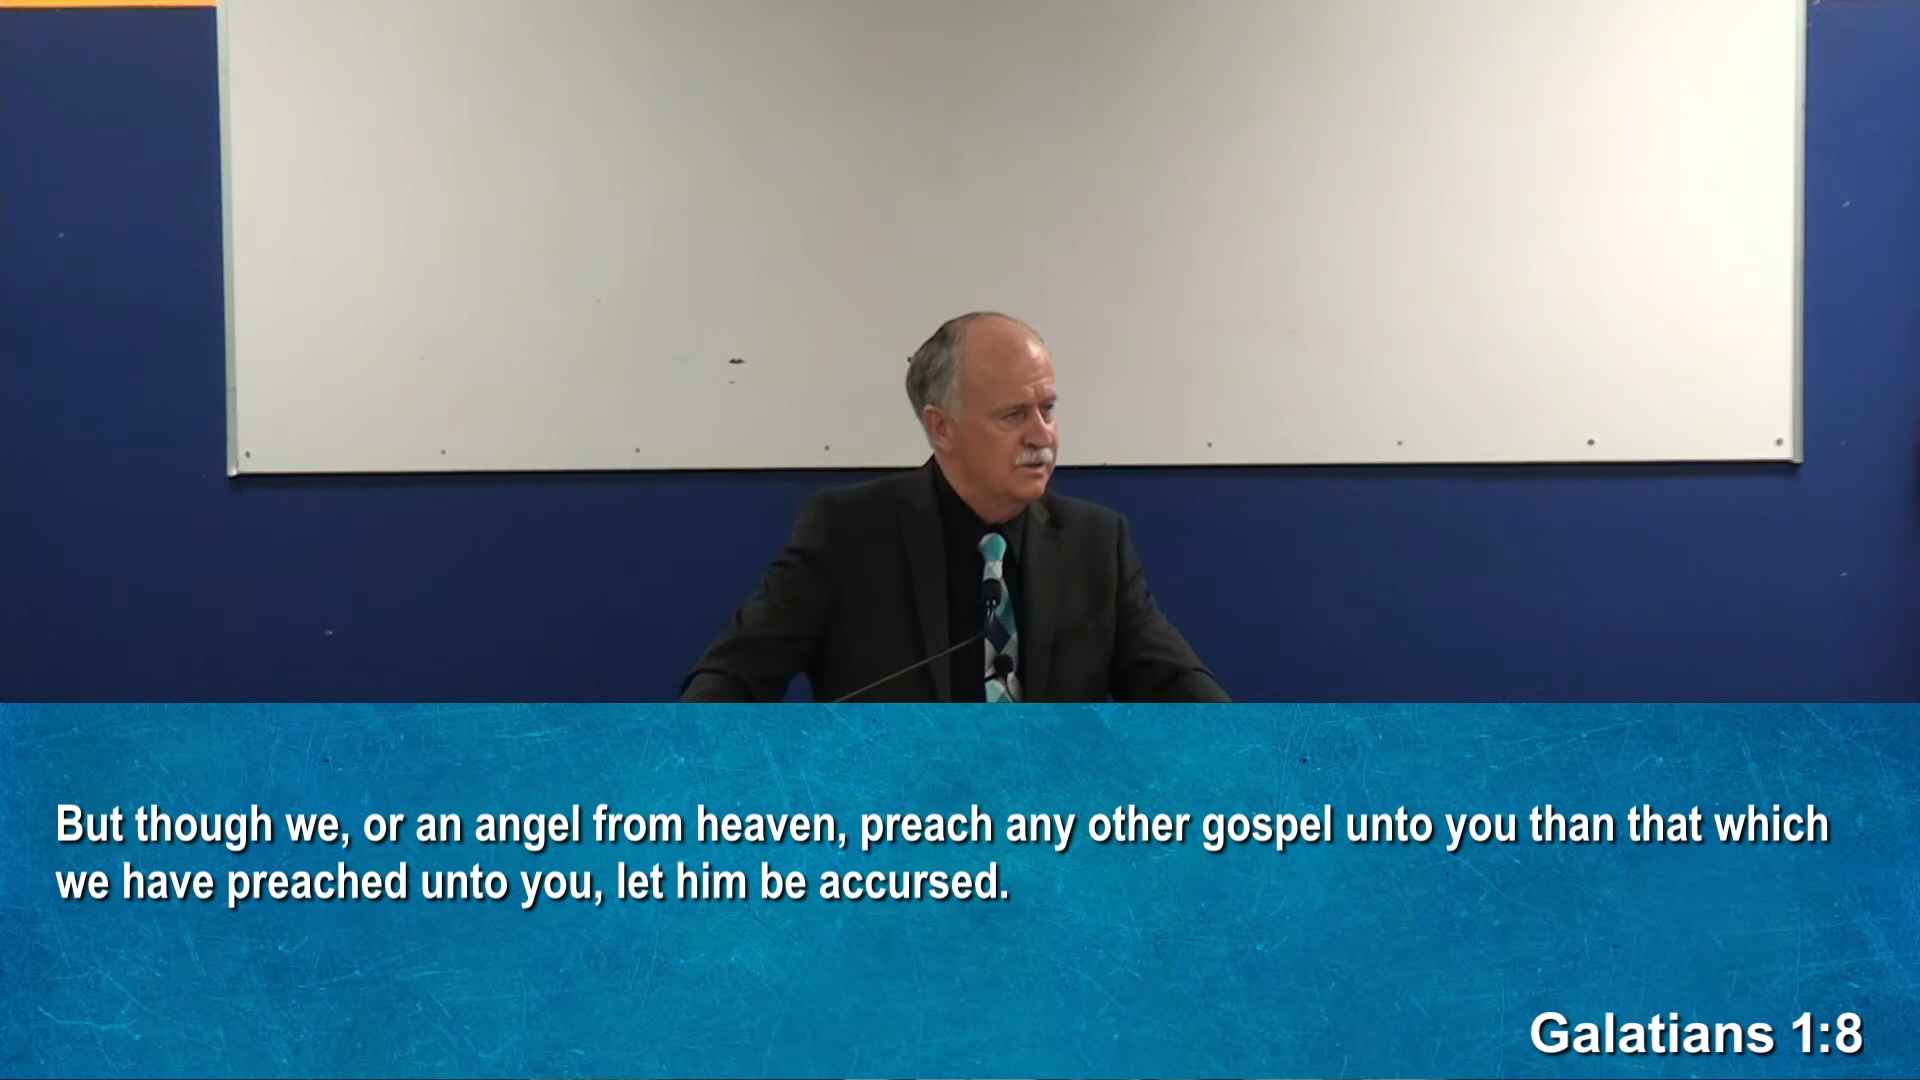 But though we, or an angel from heaven, preach any other gospel unto you than that which
we have preached unto you, let him be accursed.
Galatians 1:8